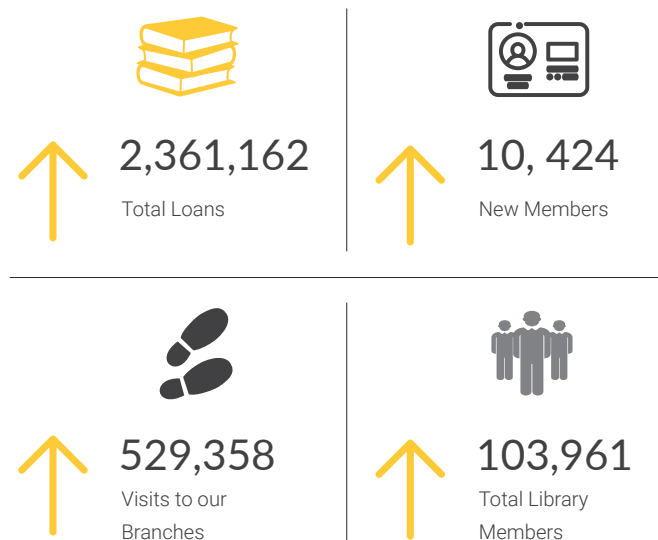 2,361,162
Total Loans
10, 424
New Members
529,358
Visits to our
Branches
103,961
Total Library
Members